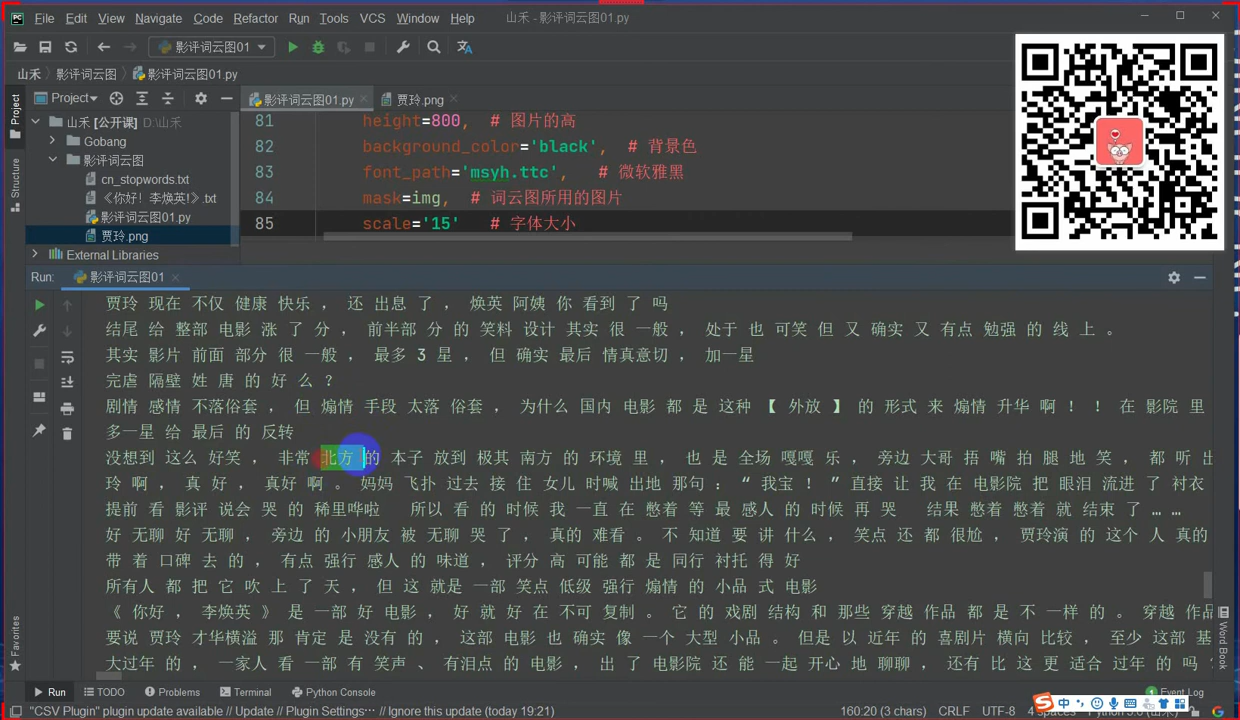 File Edit View Navigate Code Refactor Run Tools VCS Window Help 山禾 - 影评词云图01.py
影评词云图01
山禾 影评词云图 影评词云图01.py
Project
影评词云图01.py
贾玲.png
山禾 [公开课] D:\山禾
Gobang
影评词云图
cn_stopwords.txt
《你好！李焕英!》.txt
影评词云图01.py
贾玲.png
External Libraries
81 height=800, # 图片的高
82 background_color='black', # 背景色
83 font_path='msyh.ttc', # 微软雅黑
84 mask=img, # 词云图所用的图片
85 scale='15' # 字体大小
Project
Structure
Favorites
Run: 影评词云图01
贾玲 现在 不仅 健康 快乐 ， 还 出息 了 ， 焕英 阿姨 你 看到 了 吗
结尾 给 整部 电影 涨 了 分 ， 前半部 分 的 笑料 设计 其实 很 一般 ， 处于 也 可笑 但 又 确实 又 有点 勉强 的 线 上 。
其实 影片 前面 部分 很 一般 ， 最多 3 星 ， 但 确实 最后 情真意切 ， 加一星
完虐 隔壁 姓 唐 的 好 么 ？
剧情 感情 不落俗套 ， 但 煽情 手段 太落 俗套 ， 为什么 国内 电影 都 是 这种 【 外放 】 的 形式 来 煽情 升华 啊 ！ ！ 在 影院 里
多一星 给 最后 的 反转
没想到 这么 好笑 ， 非常 北方 的 本子 放到 极其 南方 的 环境 里 ， 也 是 全场 嘎嘎 乐 ， 旁边 大哥 捂 嘴 拍 腿 地 笑 ， 都 听 出
玲 啊 ， 真 好 ， 真好 啊 。 妈妈 飞扑 过去 接 住 女儿 时喊 出地 那句 ： “ 我宝 ！ ” 直接 让 我 在 电影院 把 眼泪 流进 了 衬衣
提前 看 影评 说会 哭 的 稀里哗啦 所以 看 的 时候 我 一直 在 憋着 等 最 感人 的 时候 再 哭 结果 憋着 憋着 就 结束 了 … …
好 无聊 好 无聊 ， 旁边 的 小朋友 被 无聊 哭 了 ， 真的 难看 。 不 知道 要 讲 什么 ， 笑点 还 都 很尬 ， 贾玲演 的 这个 人 真的
带 着 口碑 去 的 ， 有点 强行 感人 的 味道 ， 评分 高 可能 都 是 同行 衬托 得 好
所有人 都 把 它 吹 上 了 天 ， 但 这 就是 一部 笑点 低级 强行 煽情 的 小品 式 电影
《 你好 ， 李焕英 》 是 一部 好 电影 ， 好 就 好 在 不可 复制 。 它 的 戏剧 结构 和 那些 穿越 作品 都 是 不 一样 的 。 穿越 作品
要说 贾玲 才华横溢 那 肯定 是 没有 的 ， 这部 电影 也 确实 像 一个 大型 小品 。 但是 以 近年 的 喜剧片 横向 比较 ， 至少 这部 基
大过年 的 ， 一家人 看 一部 有 笑声 、 有泪点 的 电影 ， 出 了 电影院 还 能 一起 开心 地 聊聊 ， 还有 比 这 更 适合 过年 的 吗
Word Book
Run TODO Problems Terminal Python Console Event Log
"CSV Plugin" plugin update available // Update // Plugin Settings… // Ignore this update (today 19:21) 160:20 (3 chars) CRLF UTF-8
中